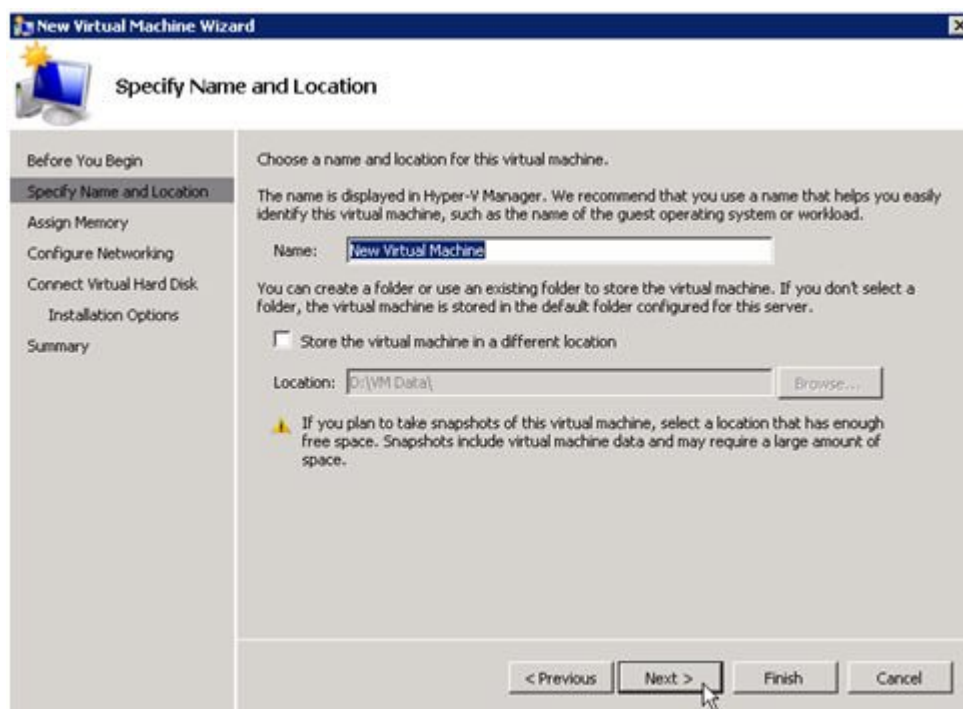 New Virtual Machine Wizard
Specify Name and Location
Before You Begin
Specify Name and Location
Assign Memory
Configure Networking
Connect Virtual Hard Disk
Installation Options
Summary
Choose a name and location for this virtual machine.
The name is displayed in Hyper-V Manager. We recommend that you use a name that helps you easily
identify this virtual machine, such as the name of the guest operating system or workload.
Name: New Virtual Machine
You can create a folder or use an existing folder to store the virtual machine. If you don't select a
folder, the virtual machine is stored in the default folder configured for this server.
Store the virtual machine in a different location
Location: D:\VM Data\ Browse...
If you plan to take snapshots of this virtual machine, select a location that has enough
free space. Snapshots include virtual machine data and may require a large amount of
space.
< Previous Next > Finish Cancel